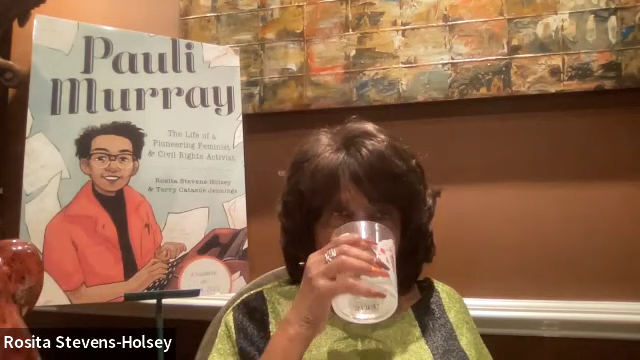 Pauli
Murray
The Life of a
Pioneering Feminist
& Civil Rights Activist
Rosita Stevens-Holsey
& Terry Catasús Jennings
Rosita Stevens-Holsey